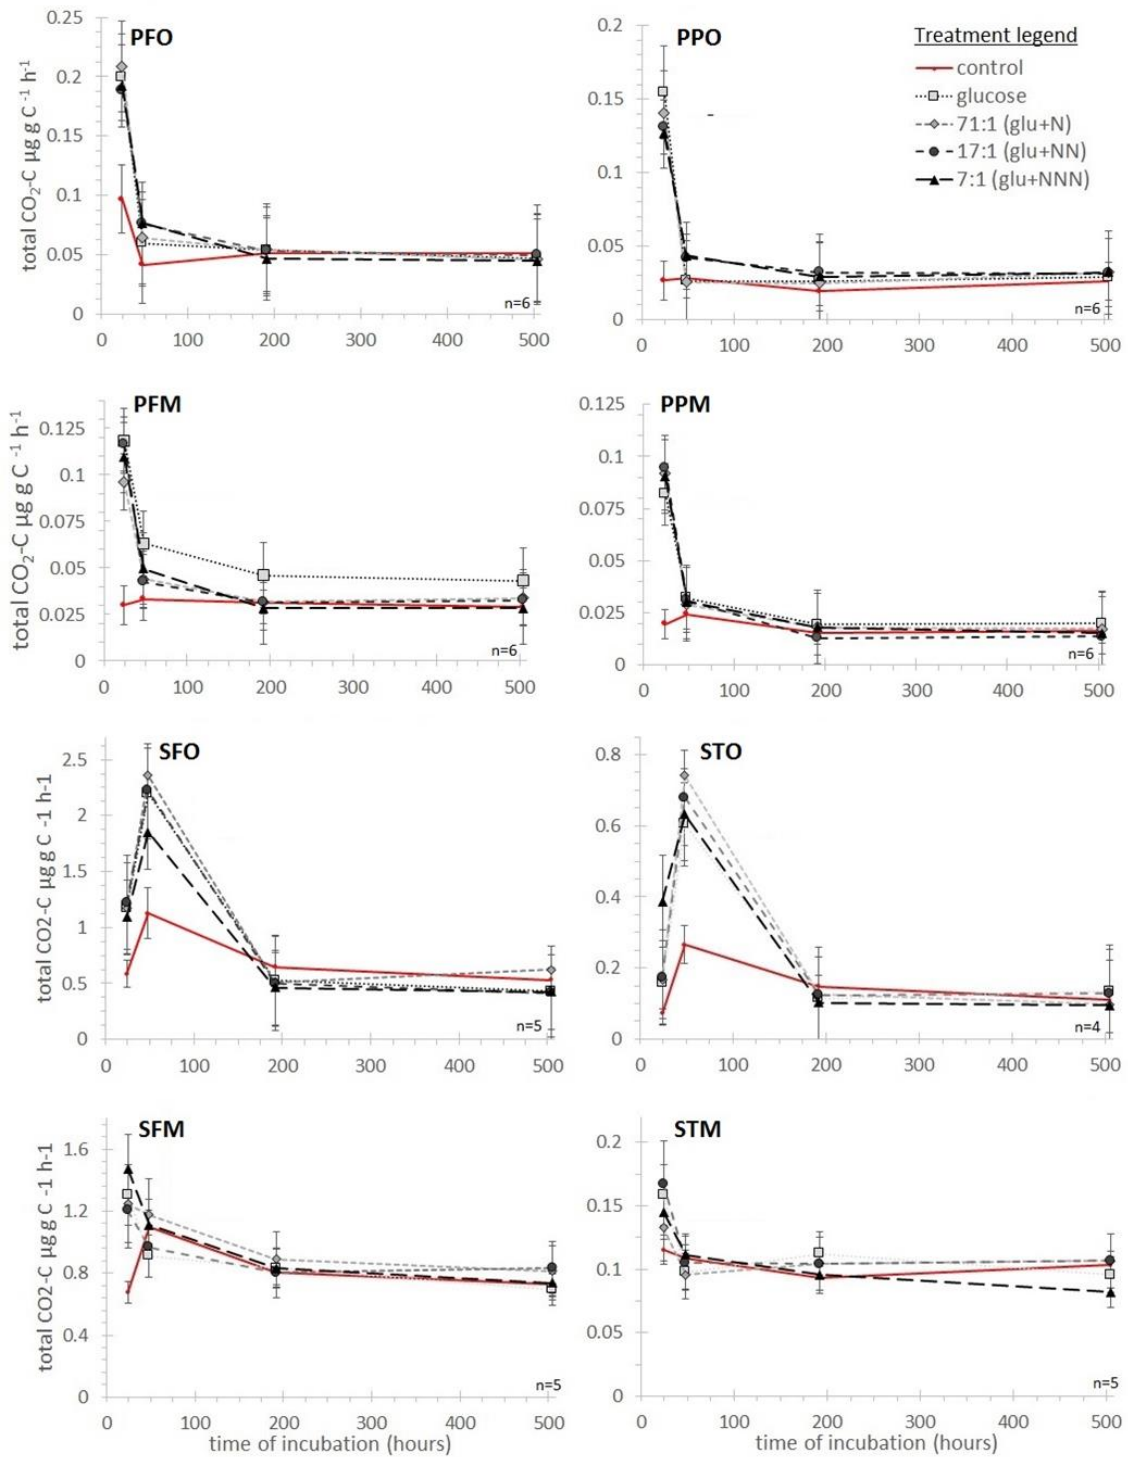 PFO
total CO₂-C µg g C ⁻¹ h⁻¹
0.25
0.2
0.15
0.1
0.05
0
n=6
0 100 200 300 400 500
PPO
Treatment legend
control
glucose
71:1 (glu+N)
17:1 (glu+NN)
7:1 (glu+NNN)
0.2
0.15
0.1
0.05
0
n=6
0 100 200 300 400 500
PFM
total CO₂-C µg g C ⁻¹ h⁻¹
0.125
0.1
0.075
0.05
0.025
0
n=6
0 100 200 300 400 500
PPM
0.125
0.1
0.075
0.05
0.025
0
n=6
0 100 200 300 400 500
SFO
total CO2-C µg g C -1 h-1
2.5
2
1.5
1
0.5
0
n=5
0 100 200 300 400 500
STO
0.8
0.6
0.4
0.2
0
n=4
0 100 200 300 400 500
SFM
total CO2-C µg g C -1 h-1
1.6
1.2
0.8
0.4
0
n=5
0 100 200 300 400 500
time of incubation (hours)
STM
0.2
0.15
0.1
0.05
0
n=5
0 100 200 300 400 500
time of incubation (hours)